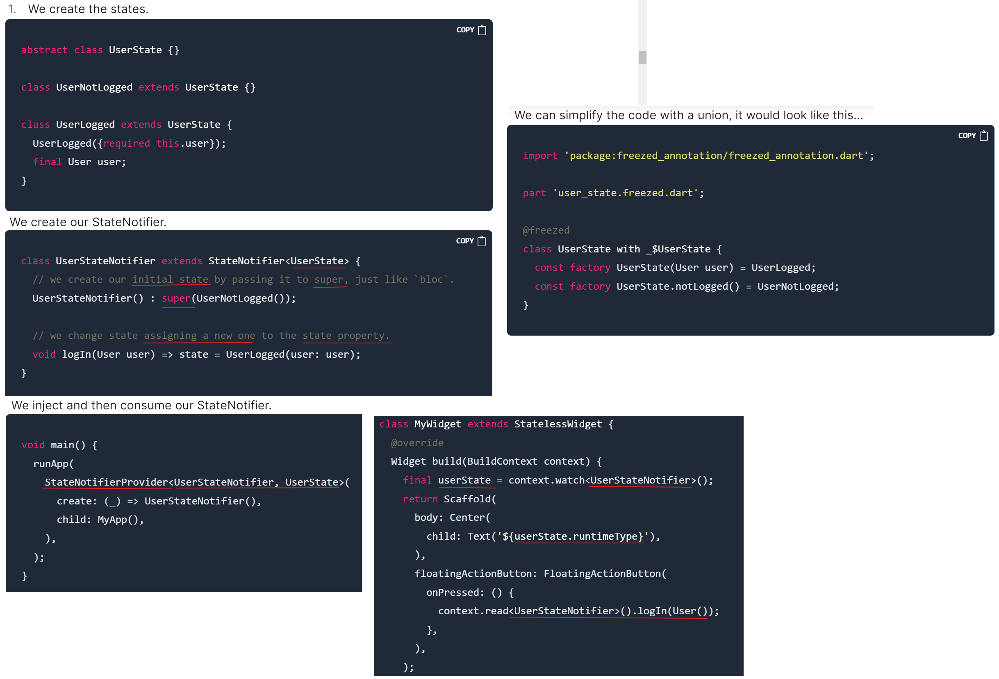 1. We create the states.
COPY
abstract class UserState {}
class UserNotLogged extends UserState {}
class UserLogged extends UserState {
UserLogged({required this.user});
final User user;
}
We create our StateNotifier.
COPY
class UserStateNotifier extends StateNotifier<UserState> {
// we create our initial state by passing it to super, just like `bloc`.
UserStateNotifier() : super(UserNotLogged());
// we change state assigning a new one to the state property.
void logIn(User user) => state = UserLogged(user: user);
}
We can simplify the code with a union, it would look like this...
COPY
import 'package:freezed_annotation/freezed_annotation.dart';
part 'user_state.freezed.dart';
@freezed
class UserState with _$UserState {
const factory UserState(User user) = UserLogged;
const factory UserState.notLogged() = UserNotLogged;
}
We inject and then consume our StateNotifier.
void main() {
runApp(
StateNotifierProvider<UserStateNotifier, UserState>(
create: (_) => UserStateNotifier(),
child: MyApp(),
),
);
}
class MyWidget extends StatelessWidget {
@override
Widget build(BuildContext context) {
final userState = context.watch<UserStateNotifier>();
return Scaffold(
body: Center(
child: Text('${userState.runtimeType}'),
),
floatingActionButton: FloatingActionButton(
onPressed: () {
context.read<UserStateNotifier>().logIn(User());
},
),
);